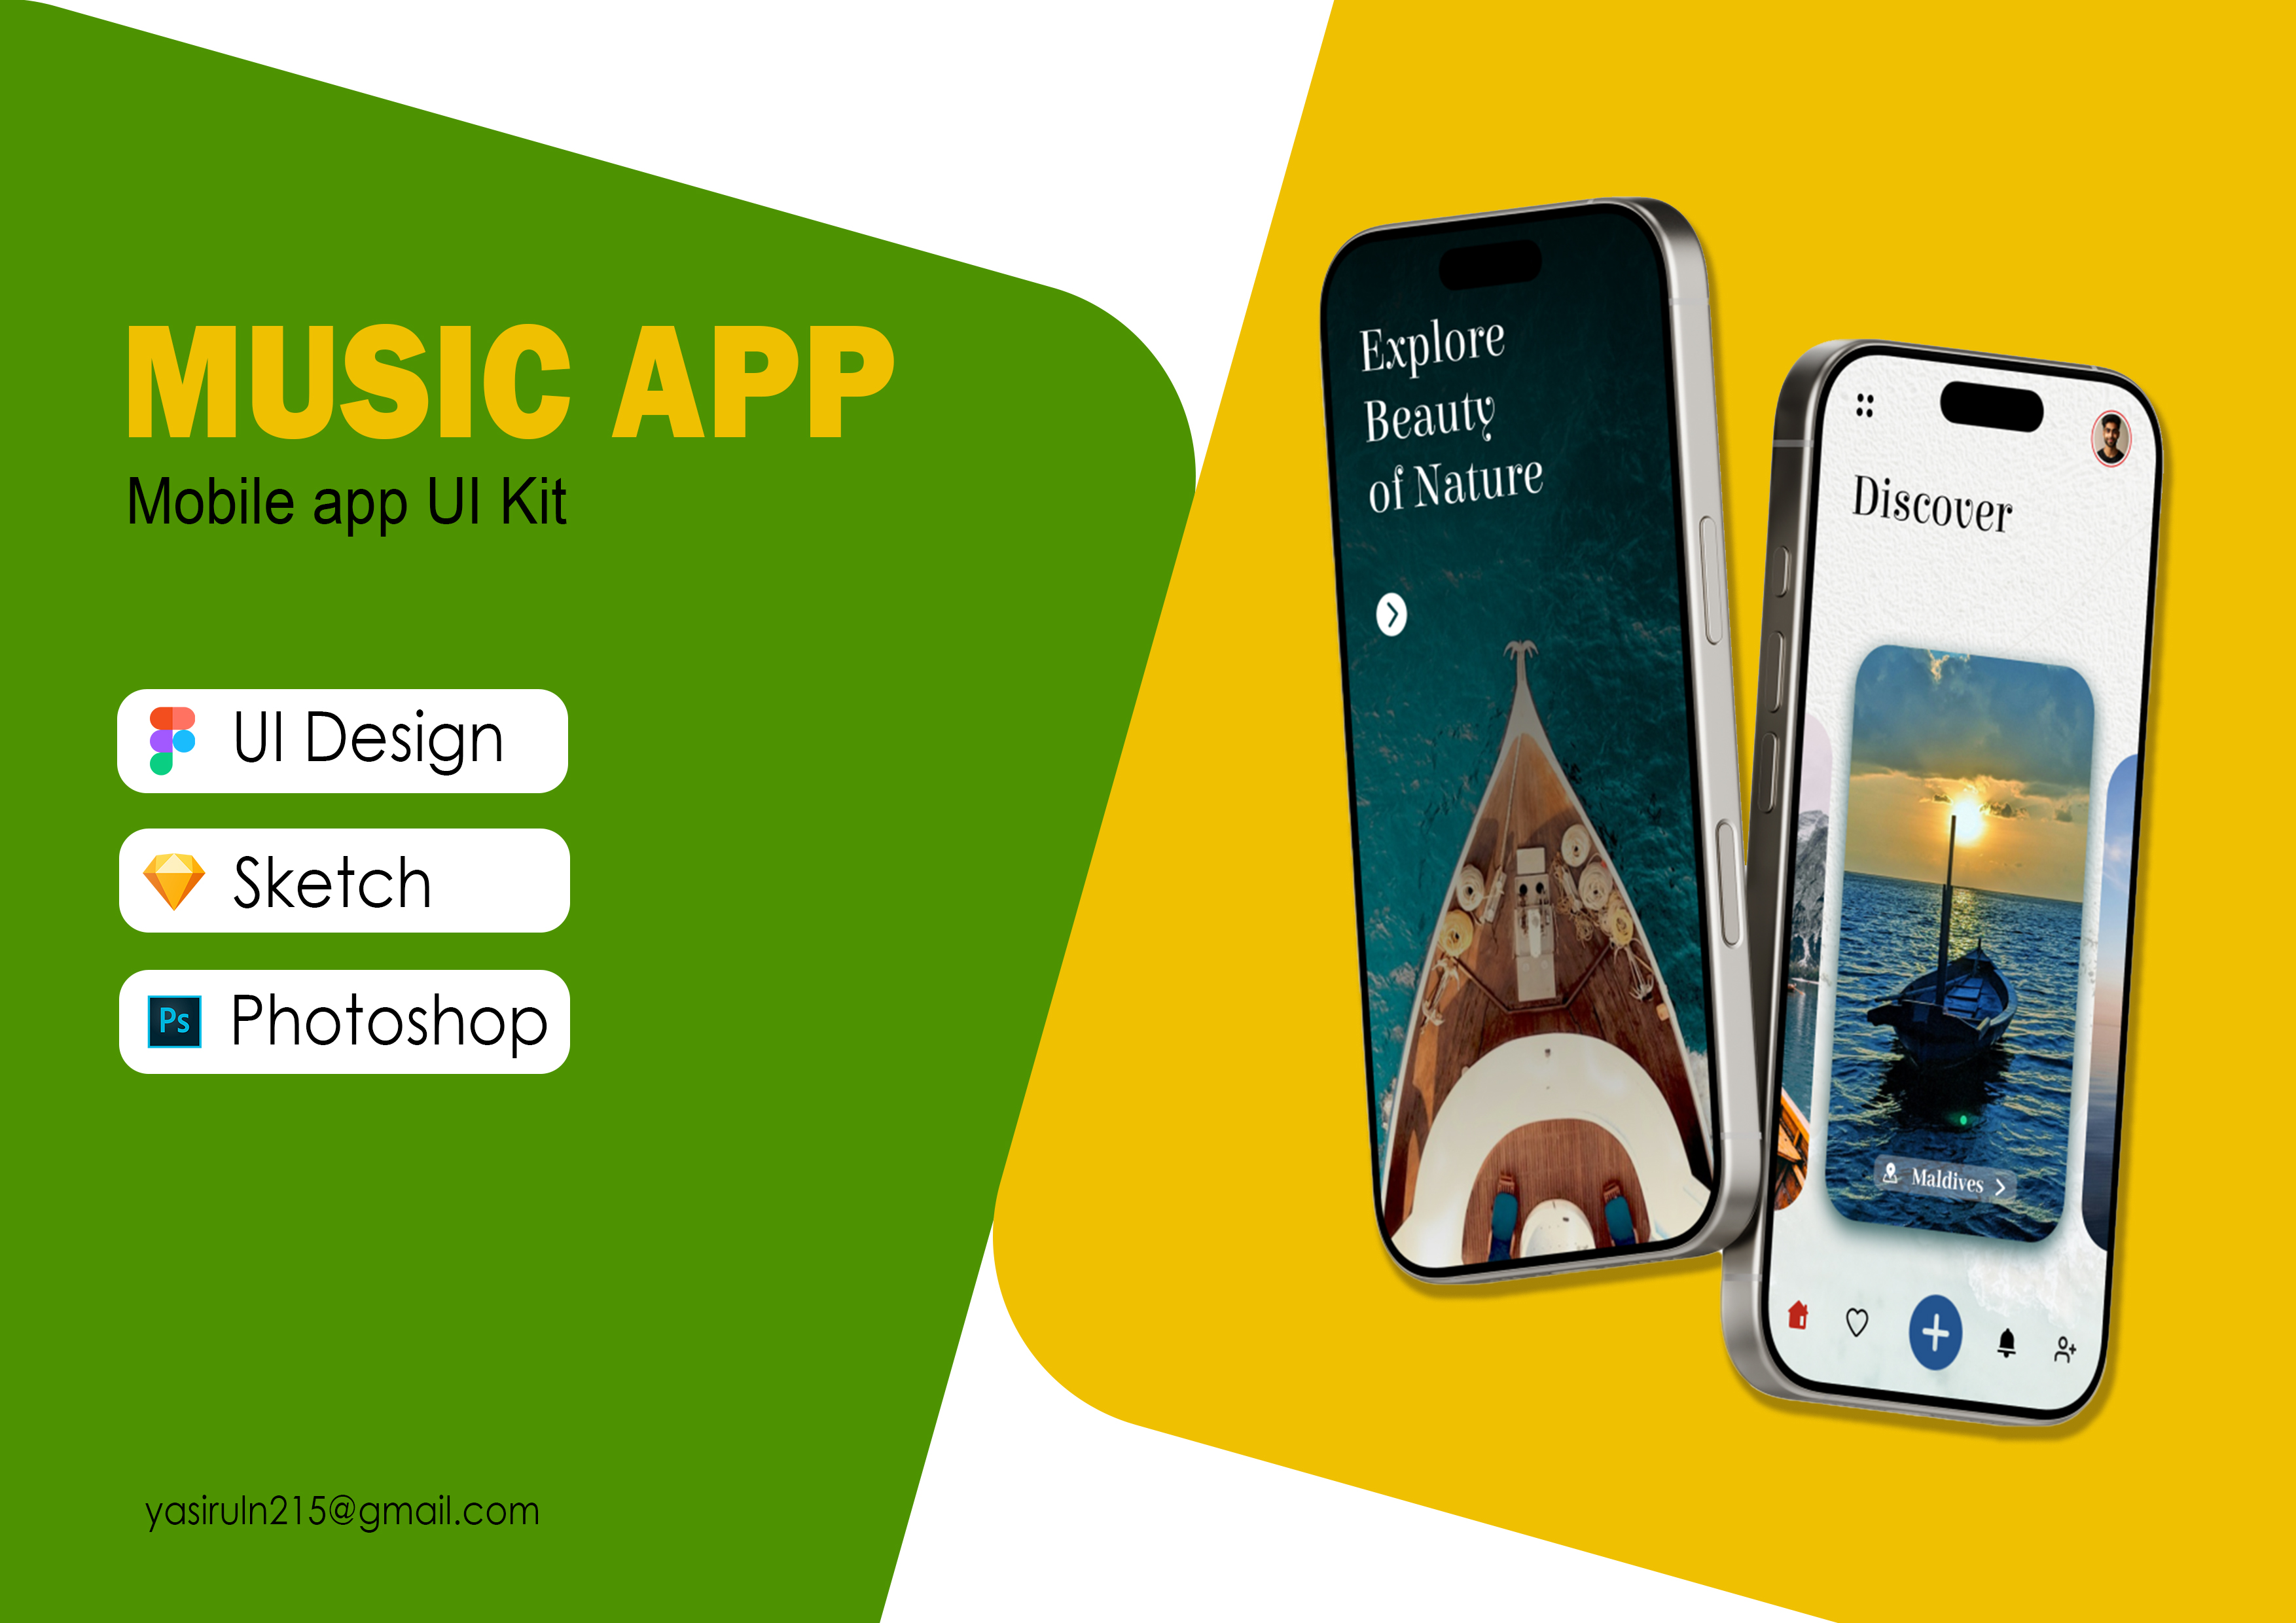 MUSIC APP
Mobile app UI Kit
UI Design
Sketch
Ps Photoshop
yasiruln215@gmail.com
Explore
Beauty
of Nature
Discover
Maldives